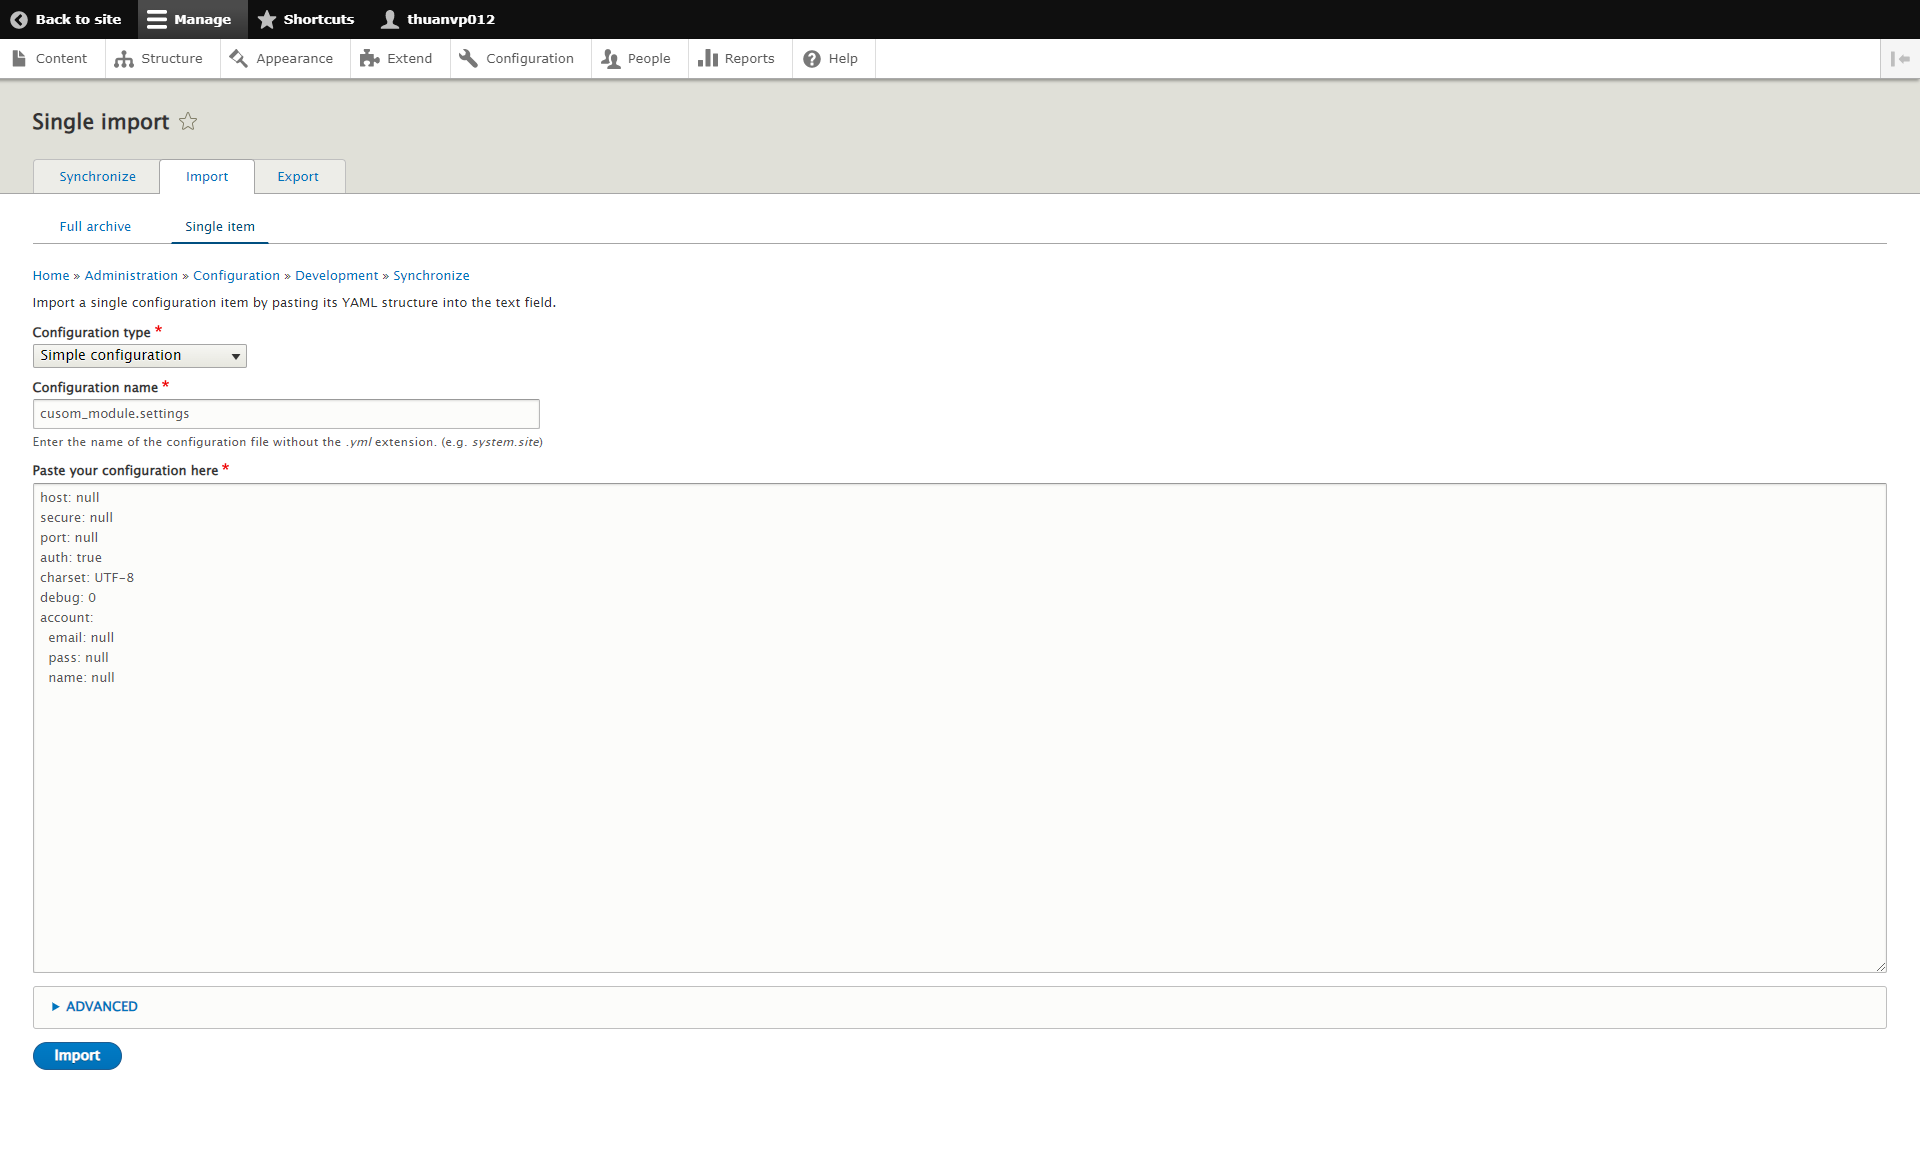 Back to site Manage Shortcuts thuanvp012
Content Structure Appearance Extend Configuration People Reports Help
Single import
Synchronize Import Export
Full archive Single item
Home » Administration » Configuration » Development » Synchronize
Import a single configuration item by pasting its YAML structure into the text field.
Configuration type *
Simple configuration
Configuration name *
cusom_module.settings
Enter the name of the configuration file without the .yml extension. (e.g. system.site)
Paste your configuration here *
host: null
secure: null
port: null
auth: true
charset: UTF-8
debug: 0
account:
  email: null
  pass: null
  name: null
ADVANCED
Import